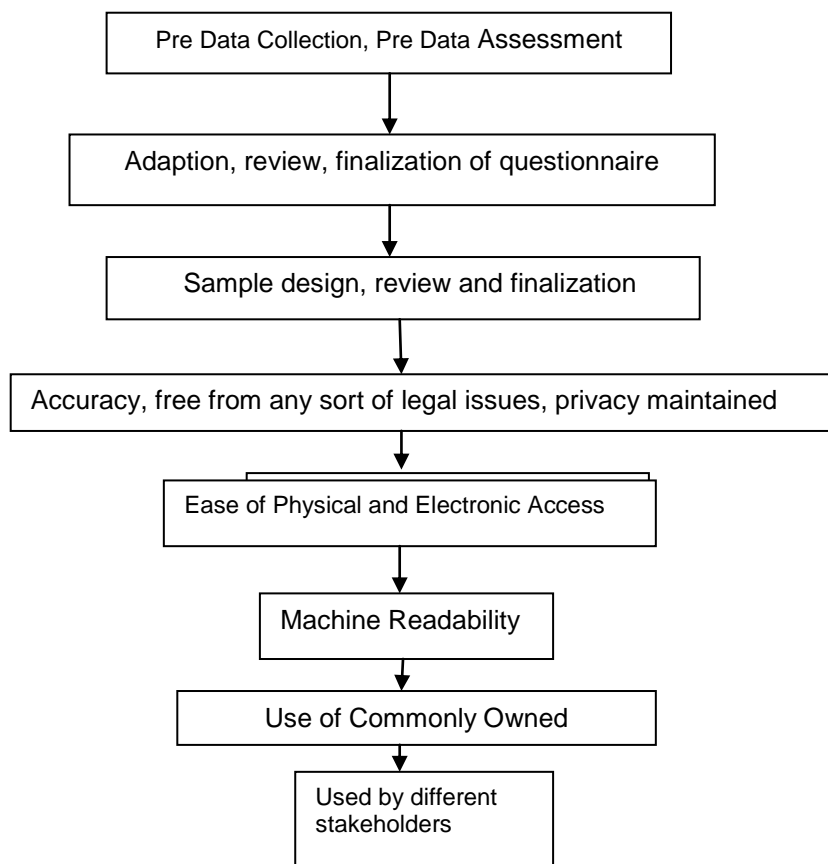 Pre Data Collection, Pre Data Assessment
Adaption, review, finalization of questionnaire
Sample design, review and finalization
Accuracy, free from any sort of legal issues, privacy maintained
Ease of Physical and Electronic Access
Machine Readability
Use of Commonly Owned
Used by different
stakeholders